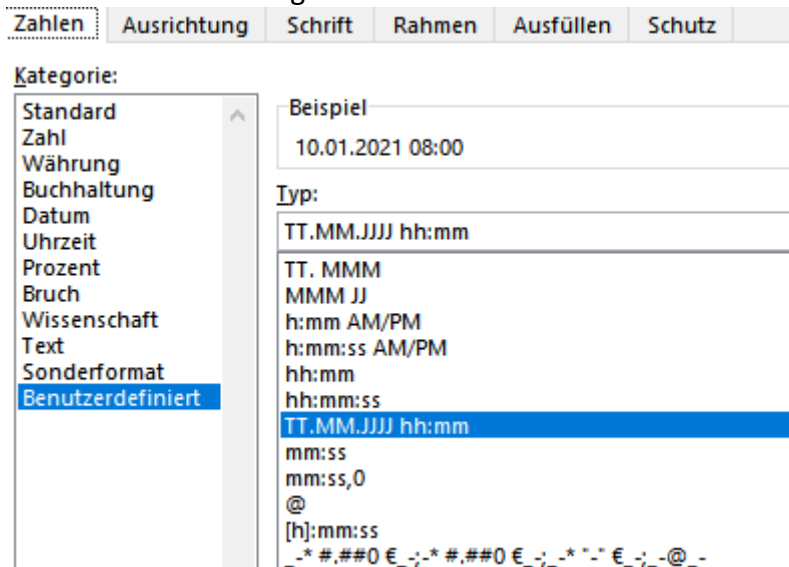 Zahlen Ausrichtung Schrift Rahmen Ausfüllen Schutz
Kategorie:
Standard
Zahl
Währung
Buchhaltung
Datum
Uhrzeit
Prozent
Bruch
Wissenschaft
Text
Sonderformat
Benutzerdefiniert
Beispiel
10.01.2021 08:00
Typ:
TT.MM.JJJJ hh:mm
TT. MMM
MMM JJ
h:mm AM/PM
h:mm:ss AM/PM
hh:mm
hh:mm:ss
TT.MM.JJJJ hh:mm
mm:ss
mm:ss,0
@
[h]:mm:ss
_-* #.##0 €_-;-* #.##0 €_-;_-* "-" €_-;_-@_-